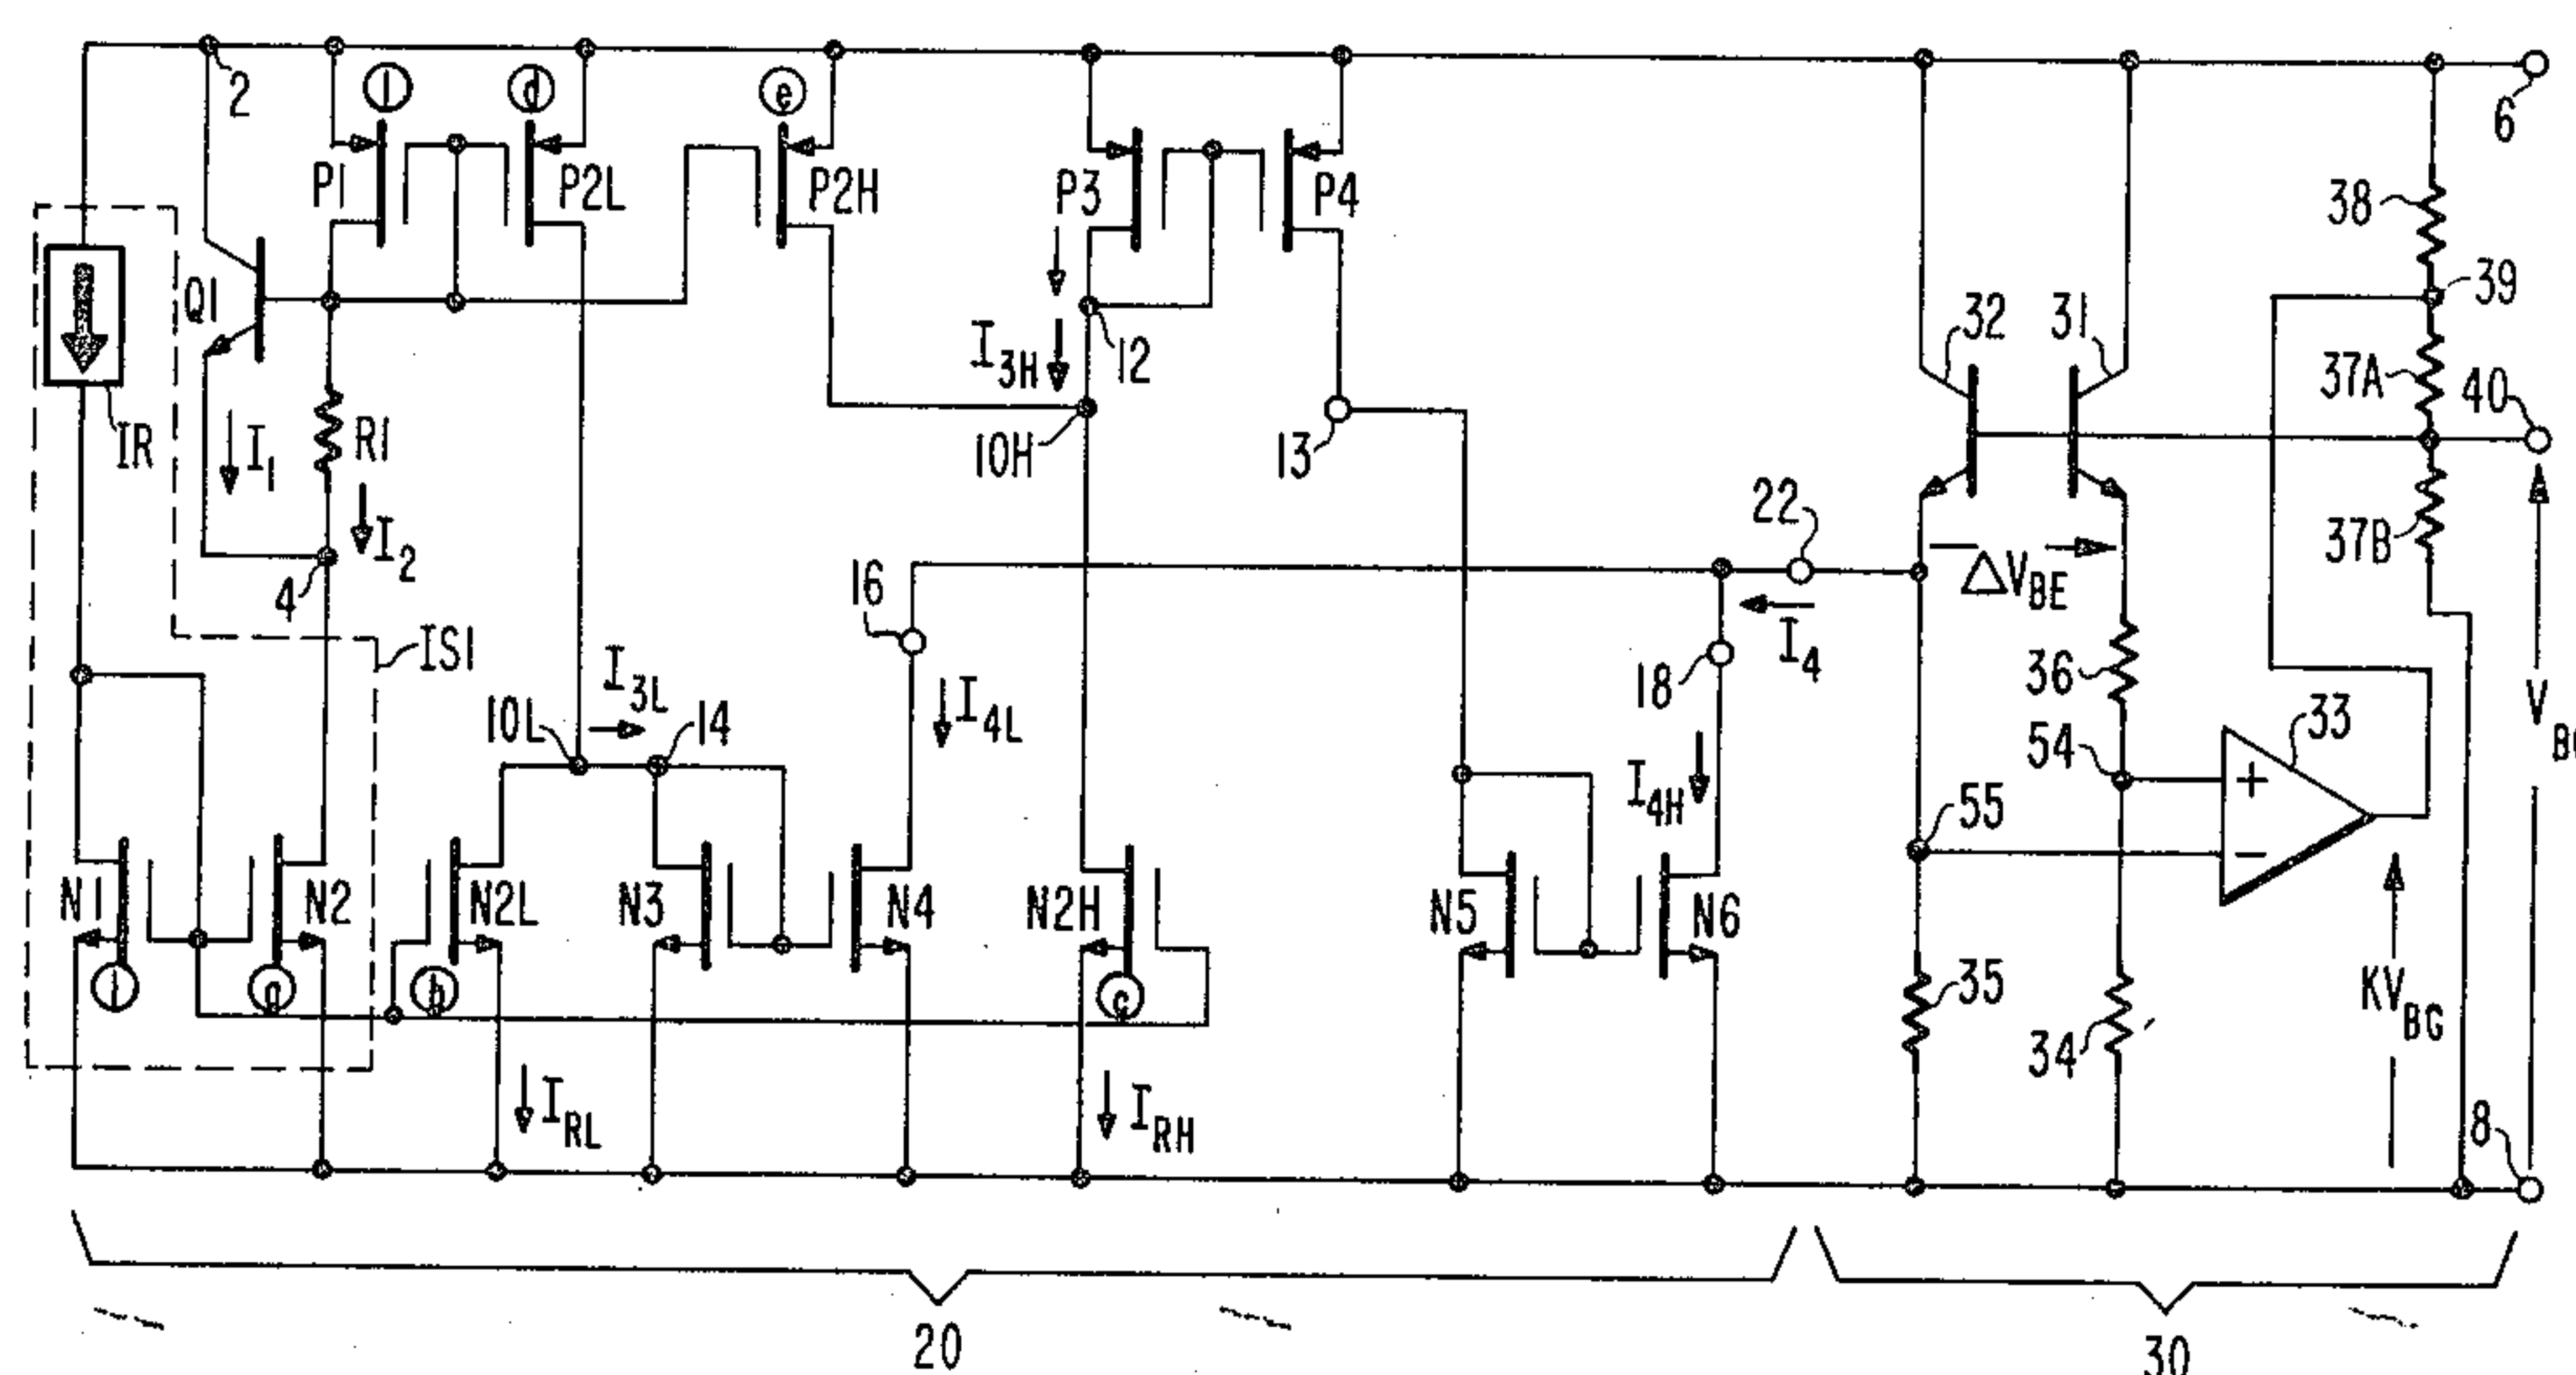 2
6
1
d
e
P1
P2L
P2H
P3
P4
38
39
Q1
32
31
37A
40
IR
I1
R1
I3H
12
10H
13
37B
I2
4
16
22
ΔVBE
I4
IS1
I3L
10L
14
I4L
18
36
54
33
V
I4H
55
N1
N2
N2L
N3
N4
N2H
N5
N6
1
b
c
35
34
KVBG
IRL
IRH
8
20
30